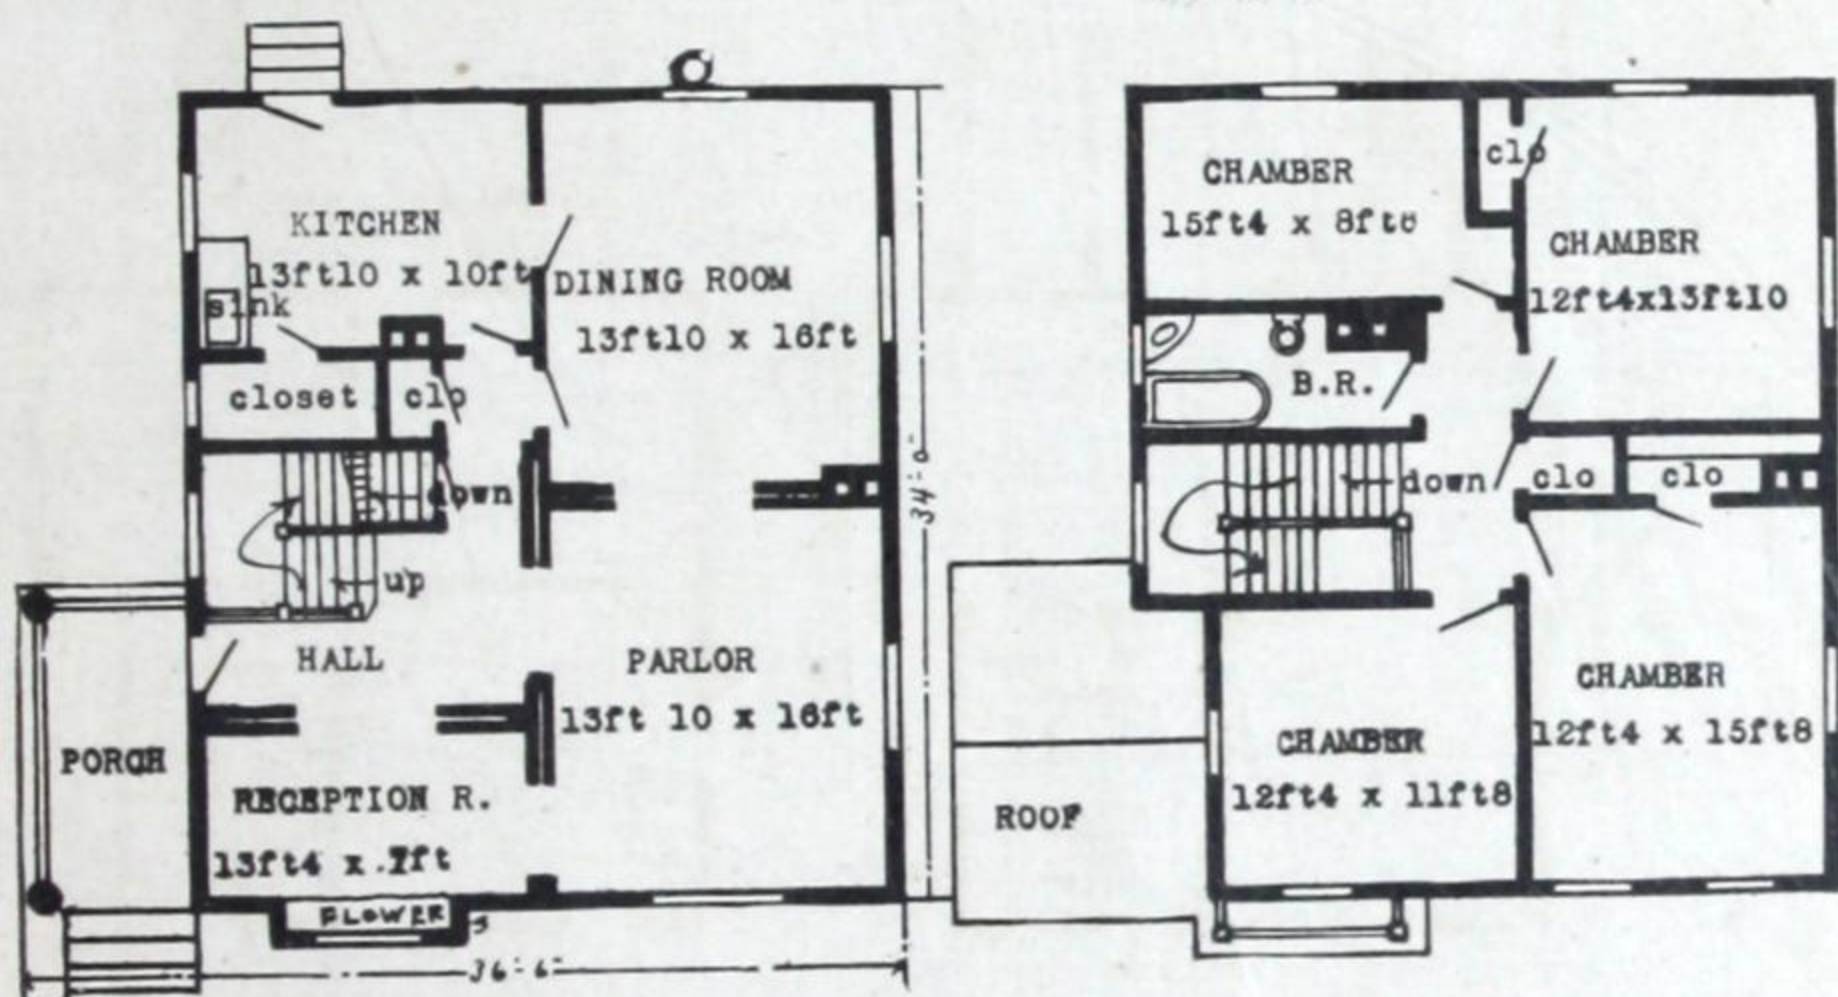 KITCHEN
13ft10 x 10ft
sink
DINING ROOM
13ft10 x 16ft
closet
clo
down
up
HALL
PARLOR
13ft 10 x 16ft
PORCH
RECEPTION R.
13ft4 x 7ft
FLOWER
34'-0"
36'-6"
CHAMBER
15ft4 x
clo
CHAMBER
12ft4x13ft10
B.R.
down
clo
clo
CHAMBER
12ft4 x 15ft8
CHAMBER
12ft4 x 11ft8
ROOF